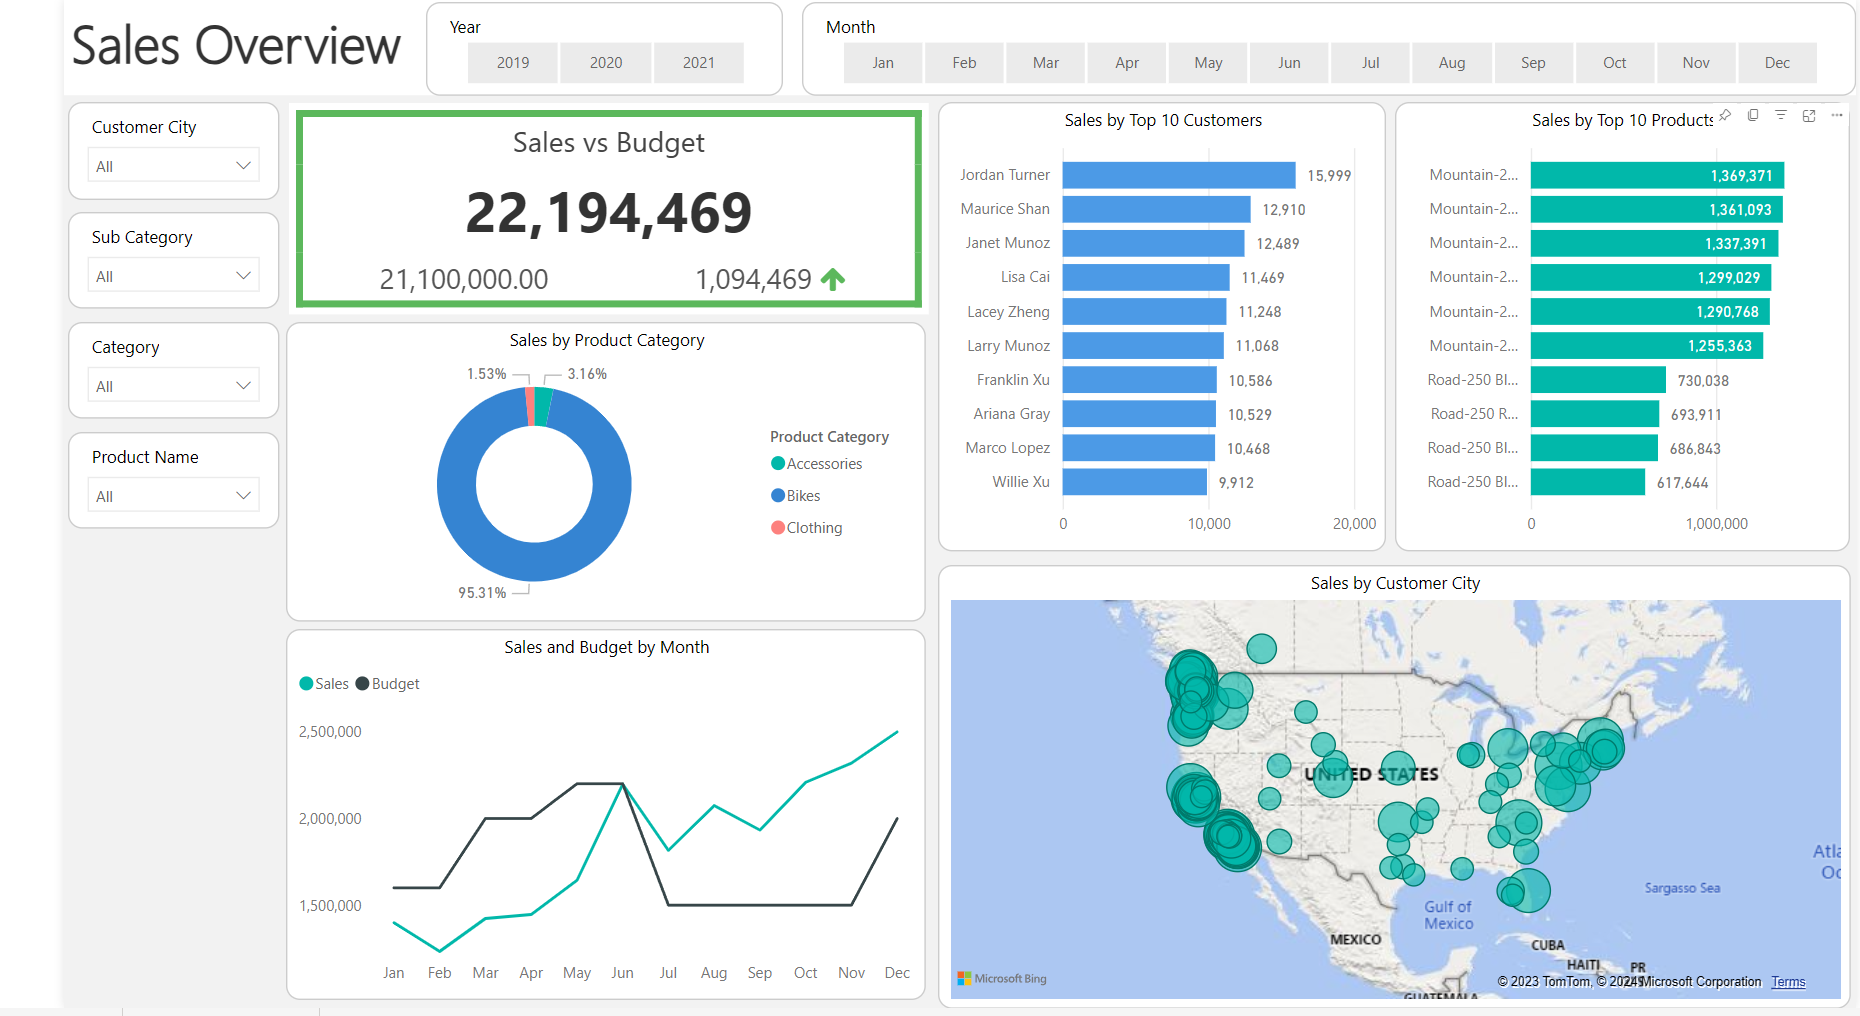 Sales Overview
Year
2019 2020 2021
Month
Jan Feb Mar Apr May Jun Jul Aug Sep Oct Nov Dec
Customer City
All
Sub Category
All
Category
All
Product Name
All
Sales vs Budget
22,194,469
21,100,000.00 1,094,469
Sales by Product Category
1.53% 3.16%
95.31%
Product Category
Accessories
Bikes
Clothing
Sales and Budget by Month
Sales Budget
2,500,000
2,000,000
1,500,000
Jan Feb Mar Apr May Jun Jul Aug Sep Oct Nov Dec
Sales by Top 10 Customers
Jordan Turner 15,999
Maurice Shan 12,910
Janet Munoz 12,489
Lisa Cai 11,469
Lacey Zheng 11,248
Larry Munoz 11,068
Franklin Xu 10,586
Ariana Gray 10,529
Marco Lopez 10,468
Willie Xu 9,912
0 10,000 20,000
Sales by Top 10 Products
Mountain-2... 1,369,371
Mountain-2... 1,361,093
Mountain-2... 1,337,391
Mountain-2... 1,299,029
Mountain-2... 1,290,768
Mountain-2... 1,255,363
Road-250 Bl... 730,038
Road-250 R... 693,911
Road-250 Bl... 686,843
Road-250 Bl... 617,644
0 1,000,000
Sales by Customer City
UNITED STATES
Atla
Oc
Sargasso Sea
Gulf of
Mexico
MEXICO
CUBA
HAITI
PR
GUATEMALA
Microsoft Bing
© 2023 TomTom, © 2024 Microsoft Corporation Terms